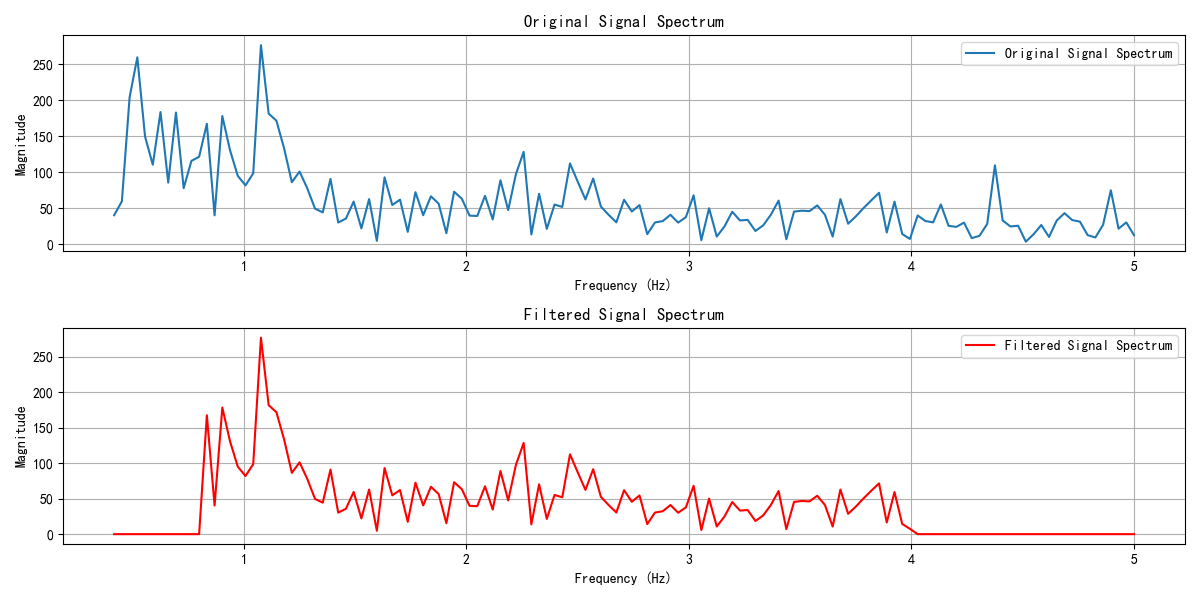 Original Signal Spectrum
Original Signal Spectrum
Magnitude
250
200
150
100
50
0
1
2
3
4
5
Frequency (Hz)
Filtered Signal Spectrum
Filtered Signal Spectrum
Magnitude
250
200
150
100
50
0
1
2
3
4
5
Frequency (Hz)